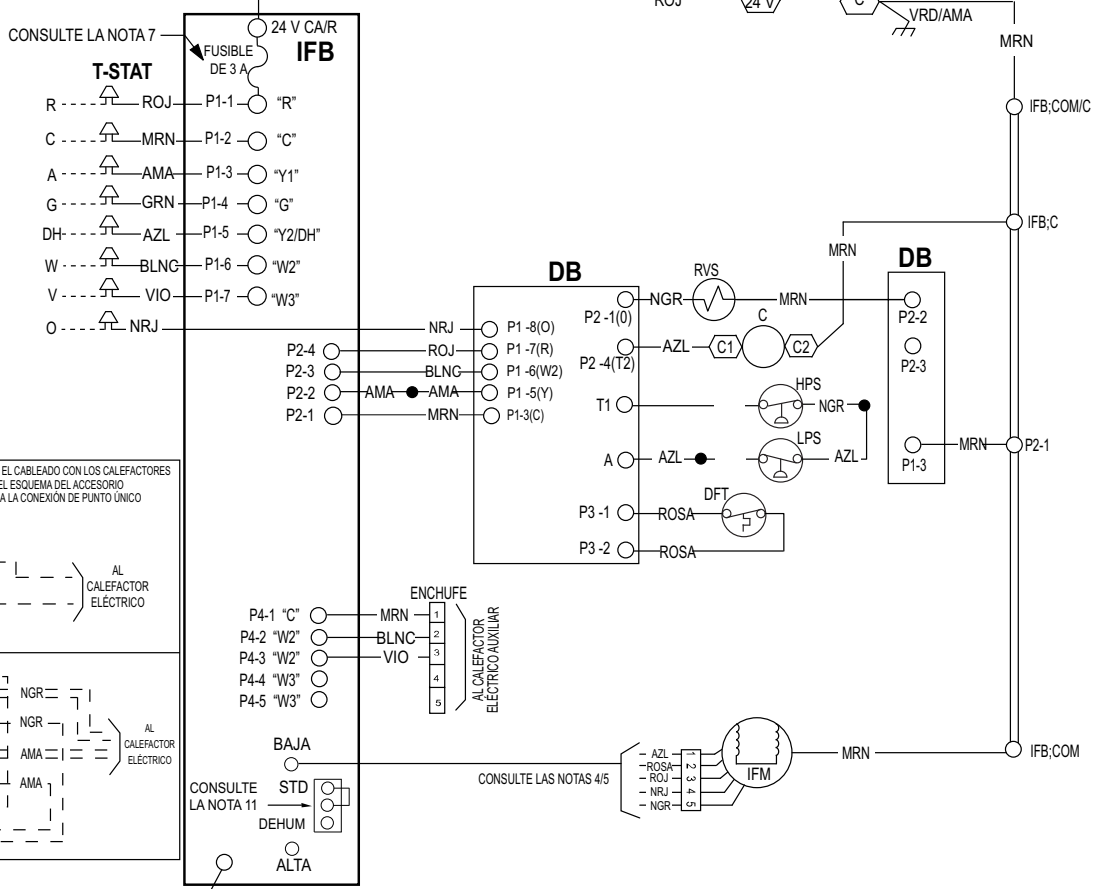 ROJ
24 V
C
VRD/AMA
MRN
CONSULTE LA NOTA 7
24 V CA/R
FUSIBLE
DE 3 A
IFB
T-STAT
R ROJ P1-1 "R"
C MRN P1-2 "C"
A AMA P1-3 "Y1"
G GRN P1-4 "G"
DH AZL P1-5 "Y2/DH"
W BLNC P1-6 "W2"
V VIO P1-7 "W3"
O NRJ NRJ P1 -8(O)
P2-4 ROJ P1 -7(R)
P2-3 BLNC P1 -6(W2)
P2-2 AMA AMA P1 -5(Y)
P2-1 MRN P1-3(C)
DB
P2 -1(0) NGR RVS MRN
P2 -4(T2) AZL C1 C C2 MRN
T1 HPS NGR
A AZL LPS AZL
P3 -1 ROSA DFT
P3 -2 ROSA
DB
P2-2
P2-3
P1-3 MRN P2-1
IFB;COM/C
IFB;C
EL CABLEADO CON LOS CALEFACTORES
EL ESQUEMA DEL ACCESORIO
A LA CONEXIÓN DE PUNTO ÚNICO
AL
CALEFACTOR
ELÉCTRICO
NGR
NGR
AMA
AMA
AL
CALEFACTOR
ELÉCTRICO
ENCHUFE
P4-1 "C" MRN 1
P4-2 "W2" BLNC 2
P4-3 "W2" VIO 3
P4-4 "W3" 4
P4-5 "W3" 5
AL CALEFACTOR
ELÉCTRICO AUXILIAR
BAJA
CONSULTE
LA NOTA 11
STD
DEHUM
ALTA
CONSULTE LAS NOTAS 4/5
AZL 1
ROSA 2
ROJ 3
NRJ 4
NGR 5
IFM
MRN
IFB;COM